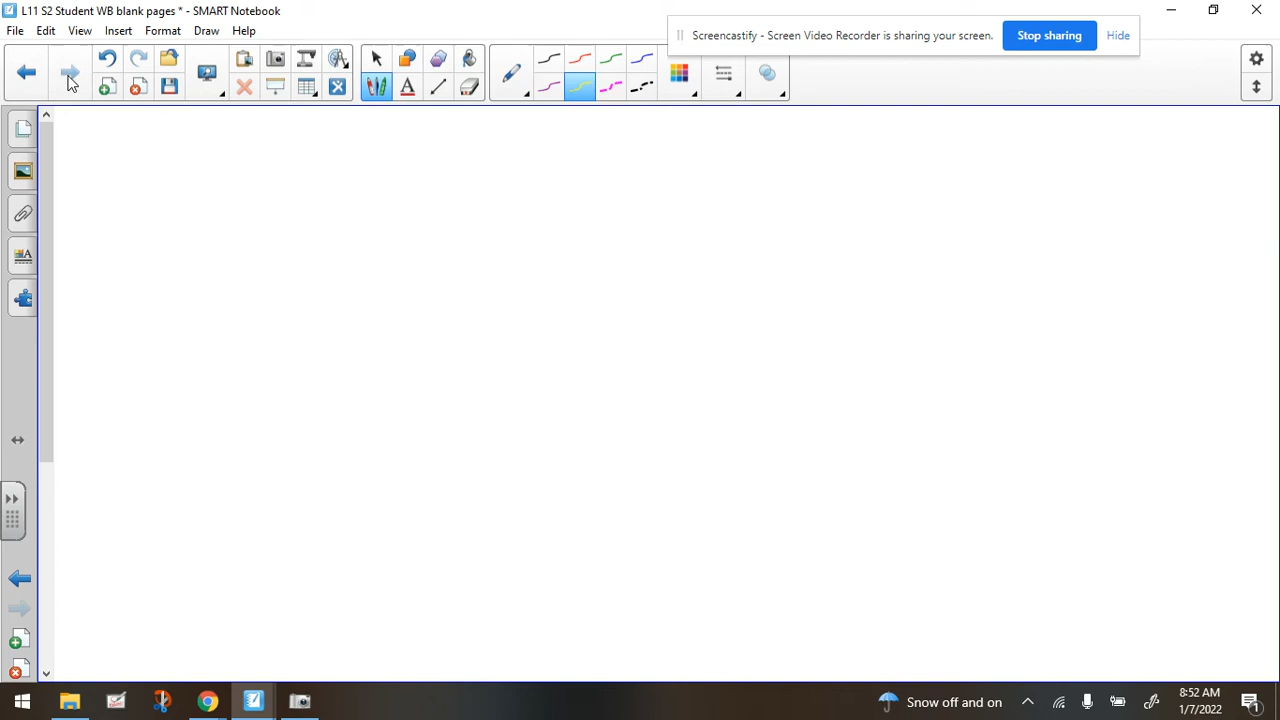 L11 S2 Student WB blank pages * - SMART Notebook
File Edit View Insert Format Draw Help
Screencastify - Screen Video Recorder is sharing your screen. Stop sharing Hide
A
A
Snow off and on
8:52 AM
1/7/2022
1